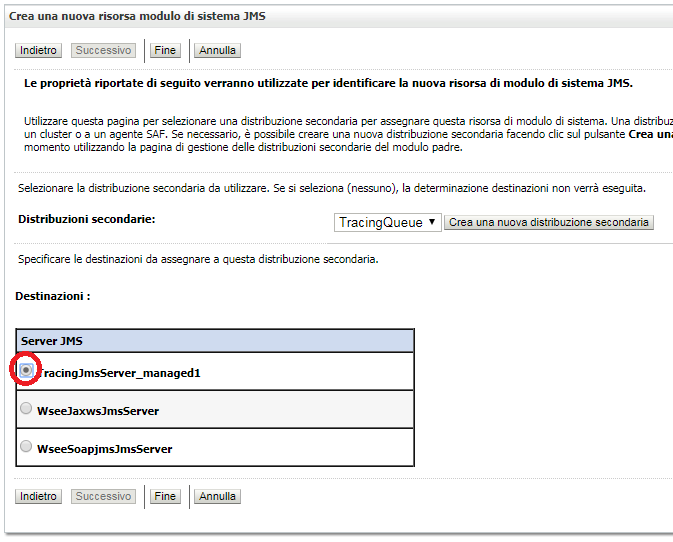 Crea una nuova risorsa modulo di sistema JMS
Indietro Successivo Fine Annulla
Le proprietà riportate di seguito verranno utilizzate per identificare la nuova risorsa di modulo di sistema JMS.
Utilizzare questa pagina per selezionare una distribuzione secondaria per assegnare questa risorsa di modulo di sistema. Una distribuz
un cluster o a un agente SAF. Se necessario, è possibile creare una nuova distribuzione secondaria facendo clic sul pulsante Crea una
momento utilizzando la pagina di gestione delle distribuzioni secondarie del modulo padre.
Selezionare la distribuzione secondaria da utilizzare. Se si seleziona (nessuno), la determinazione destinazioni non verrà eseguita.
Distribuzioni secondarie: TracingQueue Crea una nuova distribuzione secondaria
Specificare le destinazioni da assegnare a questa distribuzione secondaria.
Destinazioni :
Server JMS
TracingJmsServer_managed1
WseeJaxwsJmsServer
WseeSoapjmsJmsServer
Indietro Successivo Fine Annulla